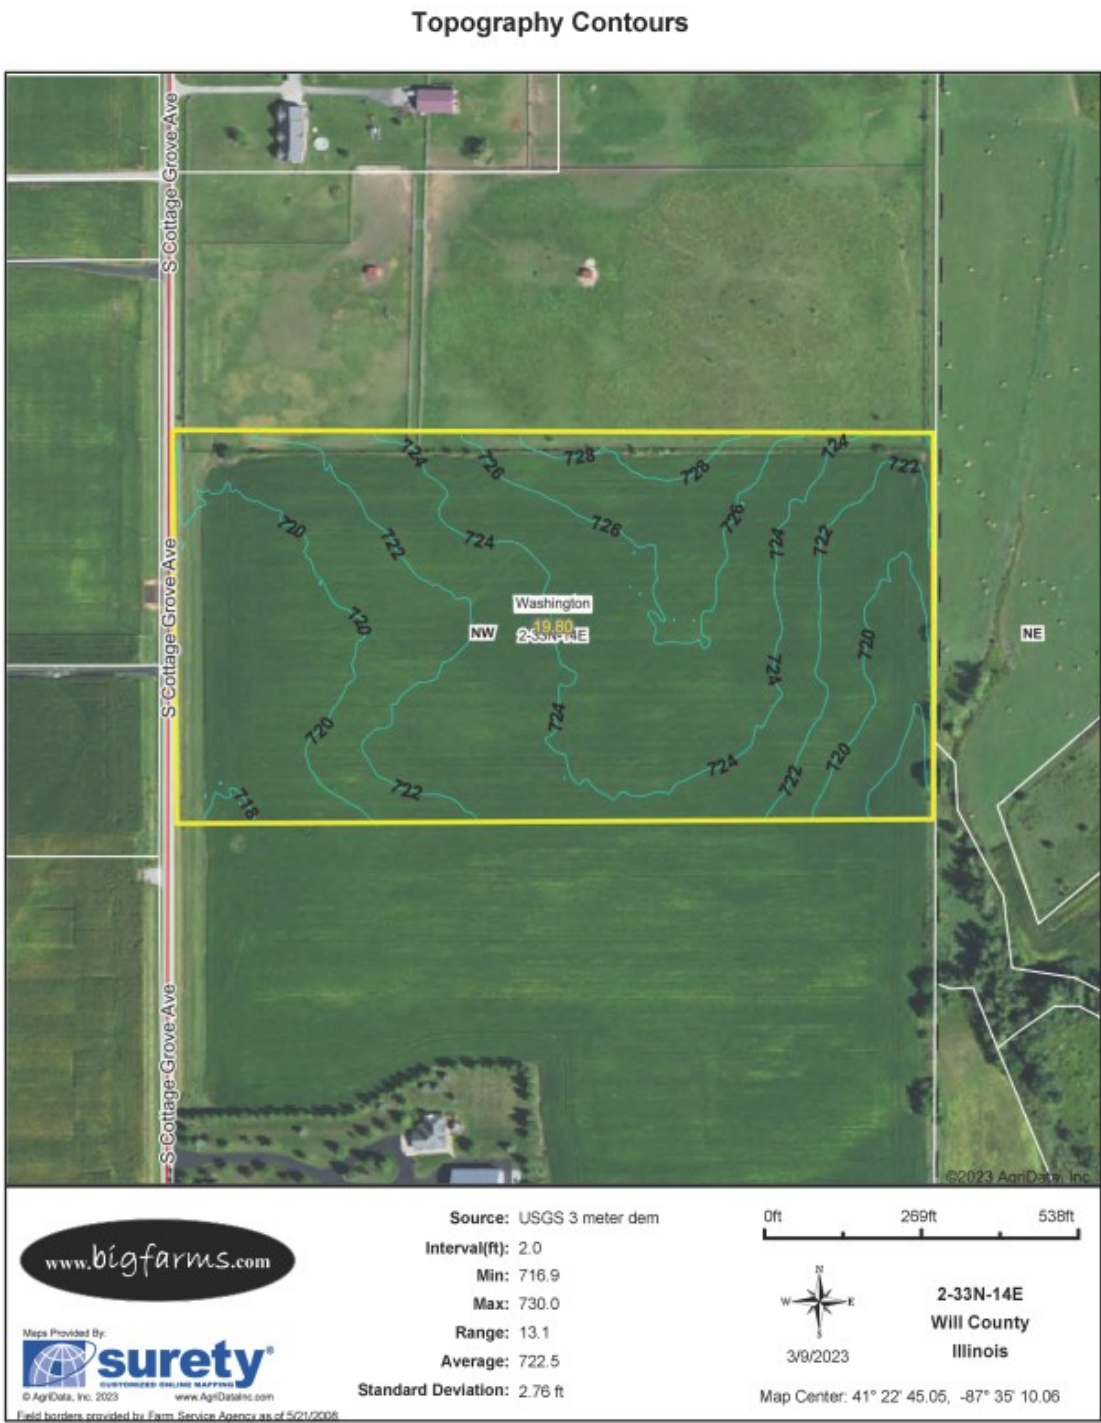 Topography Contours
S Cottage Grove Ave
724
726
728
728
724
722
720
722
724
726
726
724
722
S Cottage Grove Ave
720
Washington
19.80
2-33N-14E
NW
NE
720
724
720
724
724
722
720
718
722
S Cottage Grove Ave
©2023 AgriData, Inc.
www.bigfarms.com
Maps Provided By:
surety®
CUSTOMIZED ONLINE MAPPING
© AgriData, Inc. 2023 www.AgriDataInc.com
Field borders provided by Farm Service Agency as of 5/21/2008.
Source: USGS 3 meter dem
Interval(ft): 2.0
Min: 716.9
Max: 730.0
Range: 13.1
Average: 722.5
Standard Deviation: 2.76 ft
0ft 269ft 538ft
N
W E
S
3/9/2023
2-33N-14E
Will County
Illinois
Map Center: 41° 22' 45.05, -87° 35' 10.06